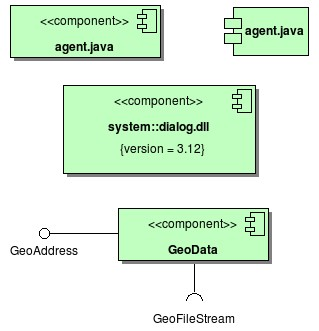 <<component>>
agent.java
agent.java
<<component>>
system::dialog.dll
{version = 3.12}
<<component>>
GeoData
GeoAddress
GeoFileStream